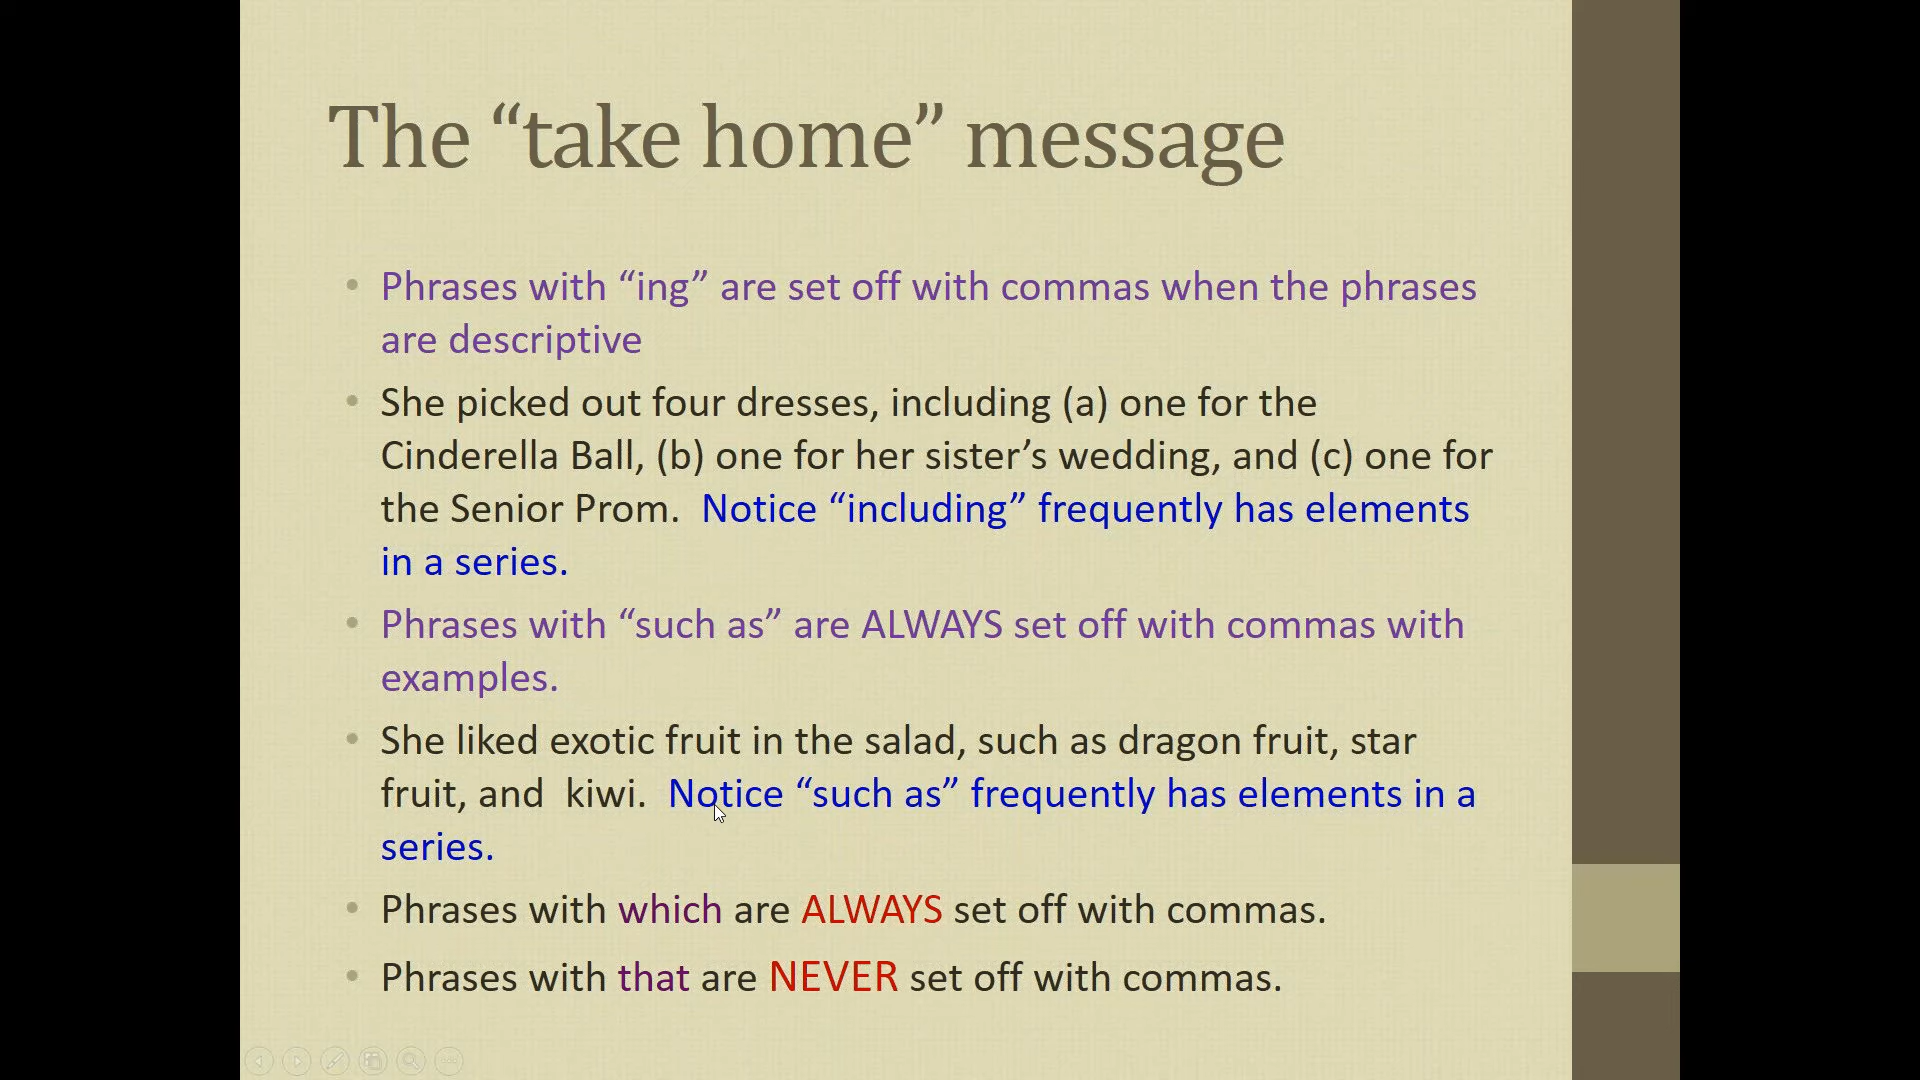 The “take home” message
• Phrases with “ing” are set off with commas when the phrases
are descriptive
• She picked out four dresses, including (a) one for the
Cinderella Ball, (b) one for her sister’s wedding, and (c) one for
the Senior Prom.  Notice “including” frequently has elements
in a series.
• Phrases with “such as” are ALWAYS set off with commas with
examples.
• She liked exotic fruit in the salad, such as dragon fruit, star
fruit, and  kiwi.  Notice “such as” frequently has elements in a
series.
• Phrases with which are ALWAYS set off with commas.
• Phrases with that are NEVER set off with commas.